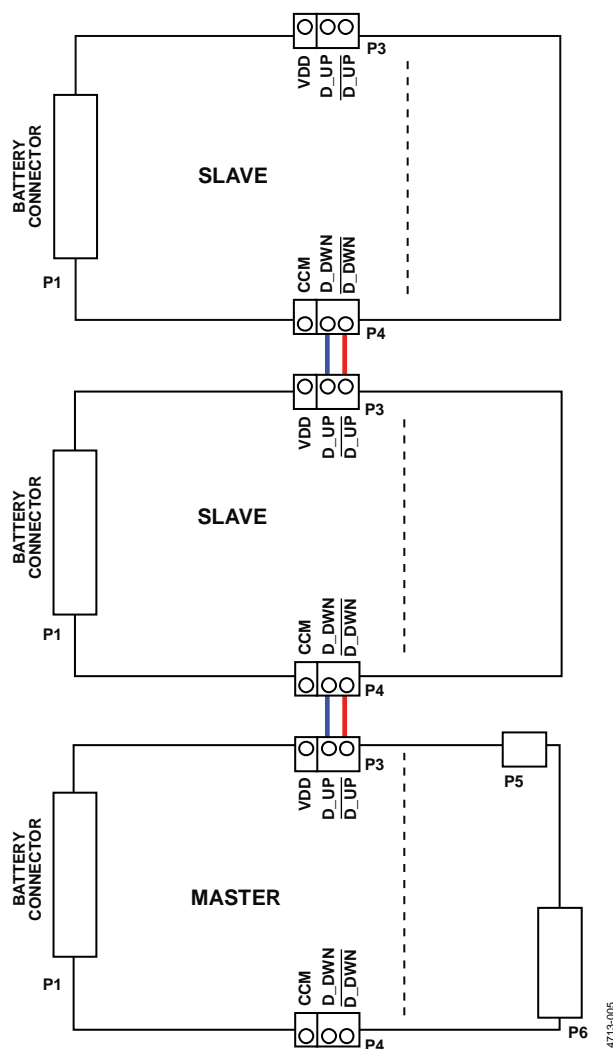 P3
VDD
D_UP
D_UP
BATTERY
CONNECTOR
SLAVE
P1
CCM
D_DWN
D_DWN
P4
P3
VDD
D_UP
D_UP
BATTERY
CONNECTOR
SLAVE
P1
CCM
D_DWN
D_DWN
P4
P3
VDD
D_UP
D_UP
P5
BATTERY
CONNECTOR
MASTER
P1
CCM
D_DWN
D_DWN
P4
P6
4713-005